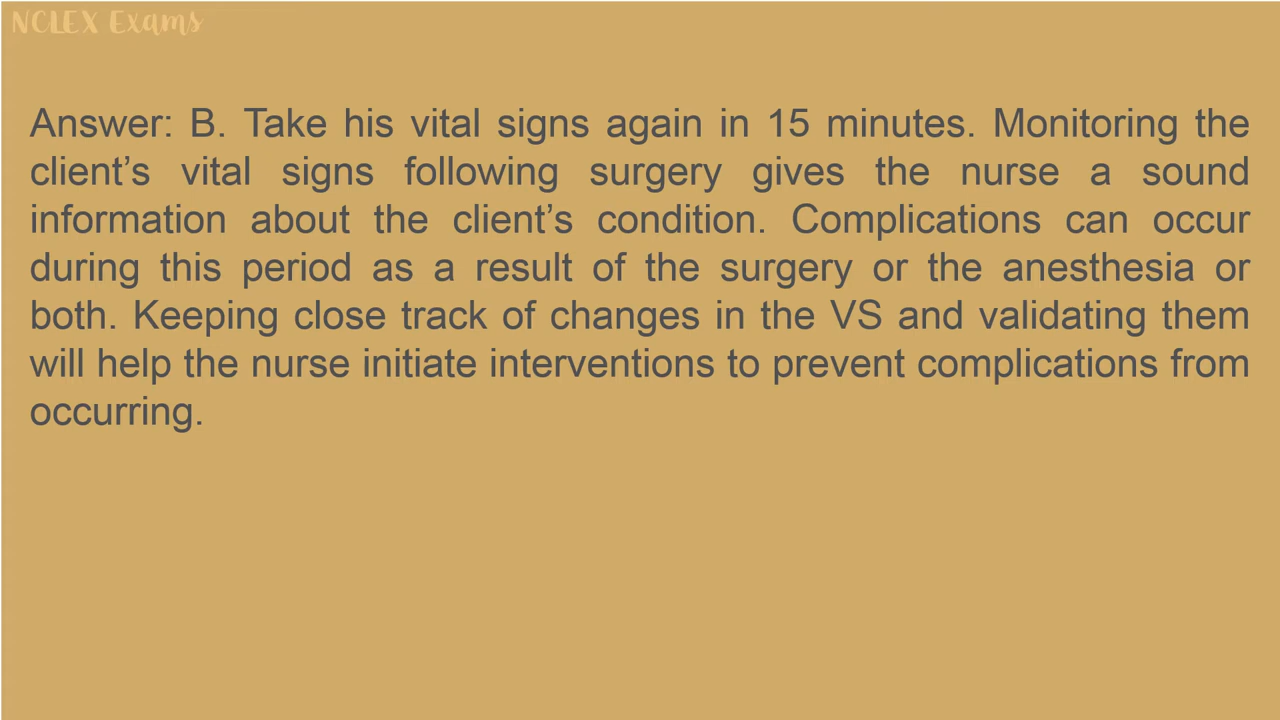 NCLEX Exams
Answer: B. Take his vital signs again in 15 minutes. Monitoring the
client’s vital signs following surgery gives the nurse a sound
information about the client’s condition. Complications can occur
during this period as a result of the surgery or the anesthesia or
both. Keeping close track of changes in the VS and validating them
will help the nurse initiate interventions to prevent complications from
occurring.